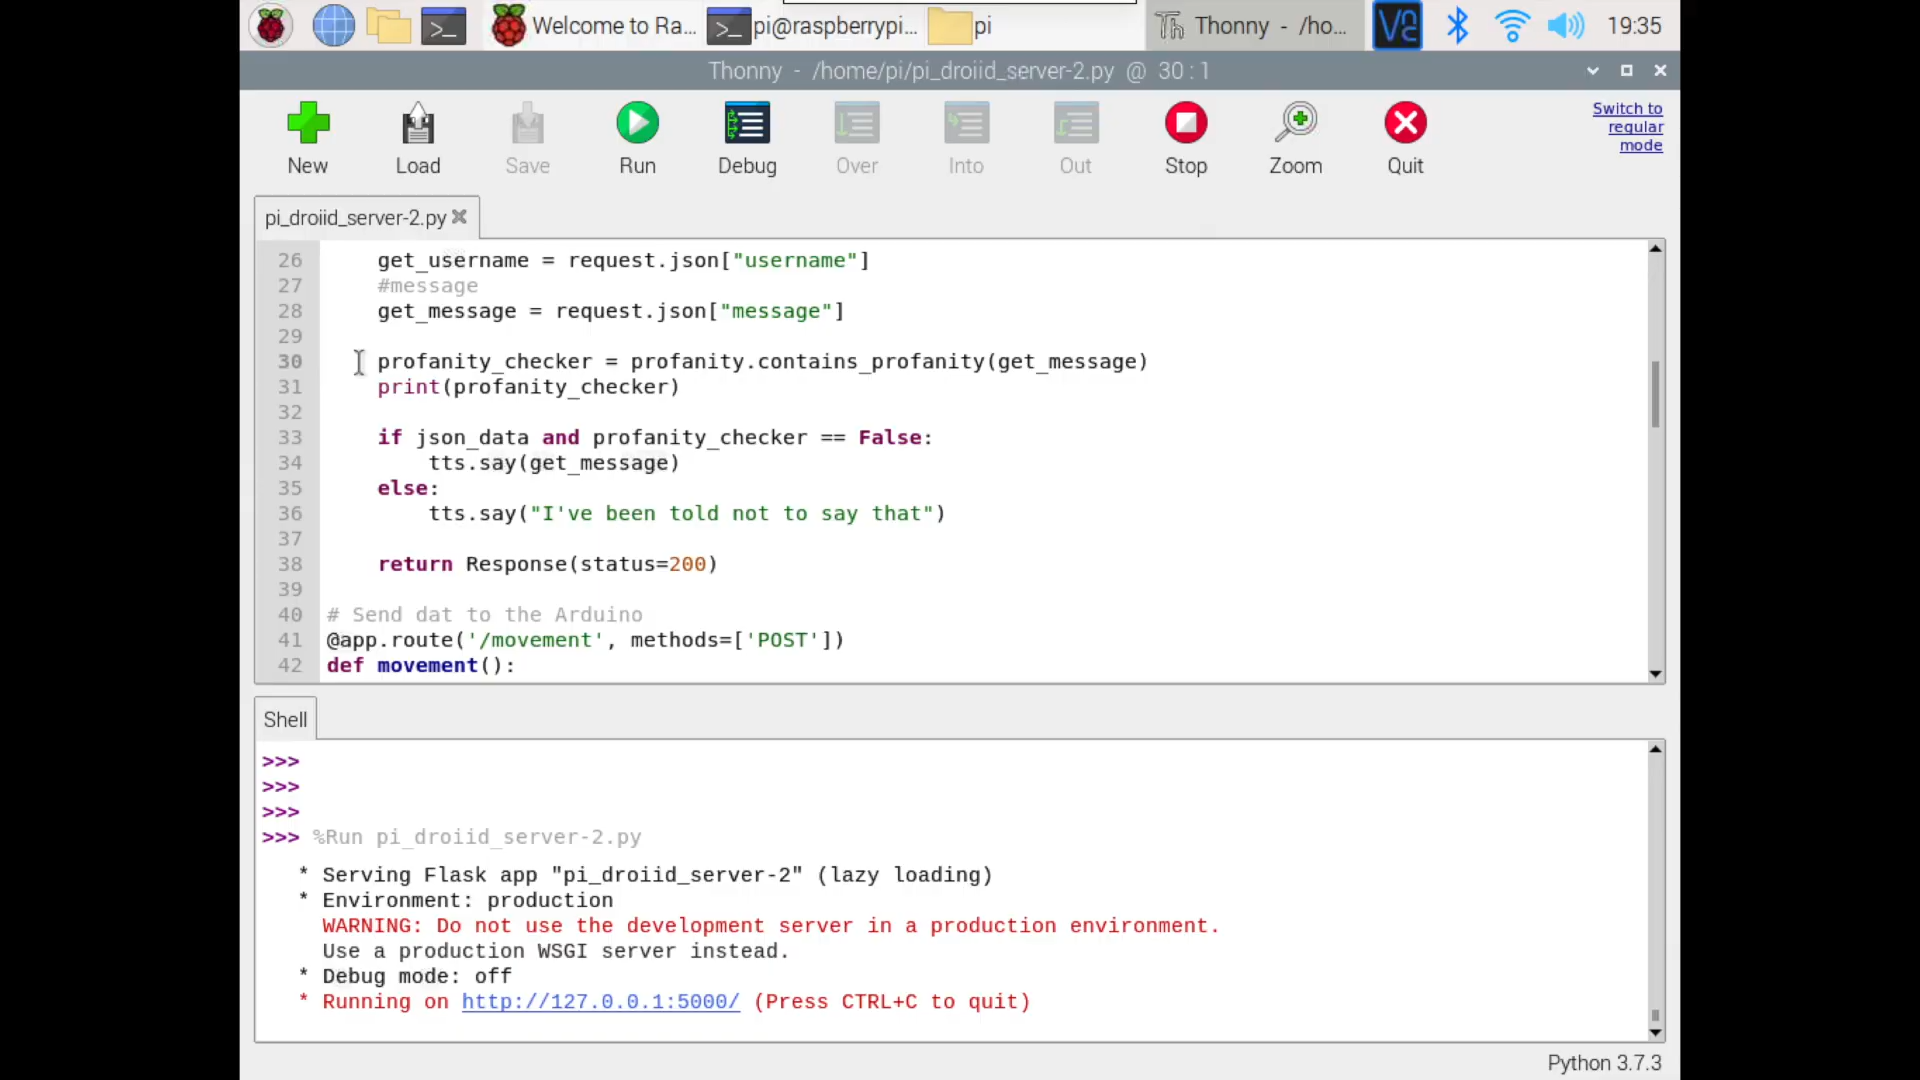 Welcome to Ra...
pi@raspberrypi...
pi
Thonny - /ho...
19:35
Thonny - /home/pi/pi_droiid_server-2.py @ 30:1
New
Load
Save
Run
Debug
Over
Into
Out
Stop
Zoom
Quit
Switch to
regular
mode
pi_droiid_server-2.py
26 get_username = request.json["username"]
27 #message
28 get_message = request.json["message"]
29
30 profanity_checker = profanity.contains_profanity(get_message)
31 print(profanity_checker)
32
33 if json_data and profanity_checker == False:
34 tts.say(get_message)
35 else:
36 tts.say("I've been told not to say that")
37
38 return Response(status=200)
39
40 # Send dat to the Arduino
41 @app.route('/movement', methods=['POST'])
42 def movement():
Shell
>>>
>>>
>>>
>>> %Run pi_droiid_server-2.py
* Serving Flask app "pi_droiid_server-2" (lazy loading)
* Environment: production
WARNING: Do not use the development server in a production environment.
Use a production WSGI server instead.
* Debug mode: off
* Running on http://127.0.0.1:5000/ (Press CTRL+C to quit)
Python 3.7.3